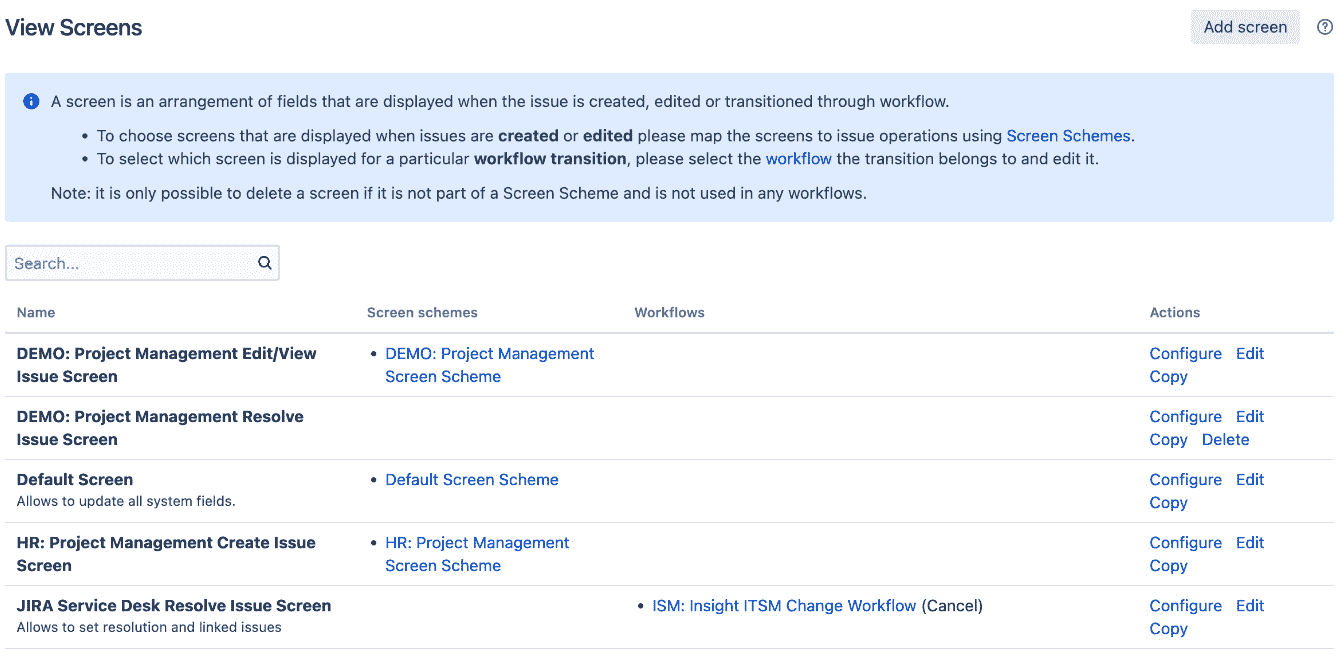 View Screens
Add screen
A screen is an arrangement of fields that are displayed when the issue is created, edited or transitioned through workflow.
• To choose screens that are displayed when issues are created or edited please map the screens to issue operations using Screen Schemes.
• To select which screen is displayed for a particular workflow transition, please select the workflow the transition belongs to and edit it.
Note: it is only possible to delete a screen if it is not part of a Screen Scheme and is not used in any workflows.
Search...
Name Screen schemes Workflows Actions
DEMO: Project Management Edit/View • DEMO: Project Management Configure Edit
Issue Screen Screen Scheme Copy
DEMO: Project Management Resolve Configure Edit
Issue Screen Copy Delete
Default Screen • Default Screen Scheme Configure Edit
Allows to update all system fields. Copy
HR: Project Management Create Issue • HR: Project Management Configure Edit
Screen Screen Scheme Copy
JIRA Service Desk Resolve Issue Screen • ISM: Insight ITSM Change Workflow (Cancel) Configure Edit
Allows to set resolution and linked issues Copy